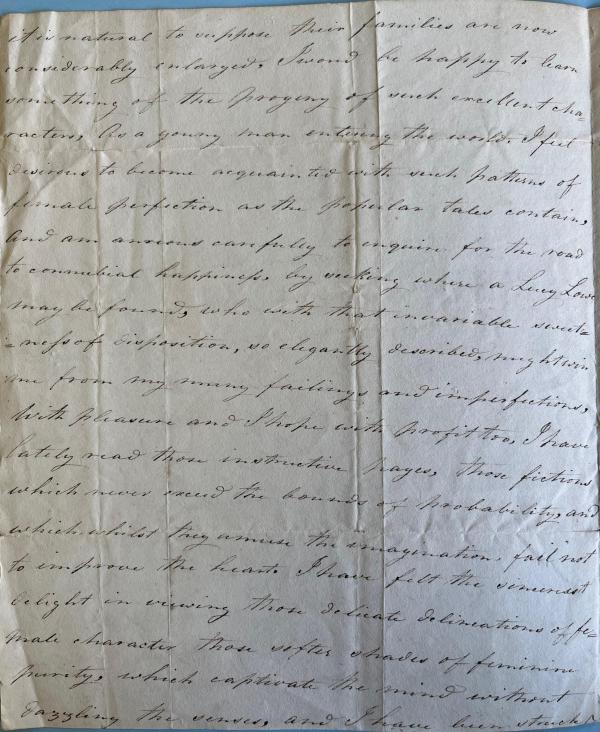 it is natural to suppose their families are now
considerably enlarged. I wou'd be happy to learn
something of the progeny of such excellent cha=
racters, As a young man entering the world. I feel
desirous to become acquainted with such patterns of
female perfection as the popular tales contain,
And am anxious carefully to enquire for the road
to connubial happiness, by seeking where a Lucy Lowe
may be found, who with that invariable sweet=
=ness of disposition, so elegantly described, might win
me from my many failings and imperfections,
With pleasure and I hope with profit too, I have
lately read those instructive pages, those fictions
which never exceed the bounds of probability, and
which whilst they amuse the imagination, fail not
to improve the heart. I have felt the sincerest
delight in viewing those delicate delineations of fe=
male character those softer shades of feminine
purity, which captivate the mind without
dazzling the senses, and I have been struck